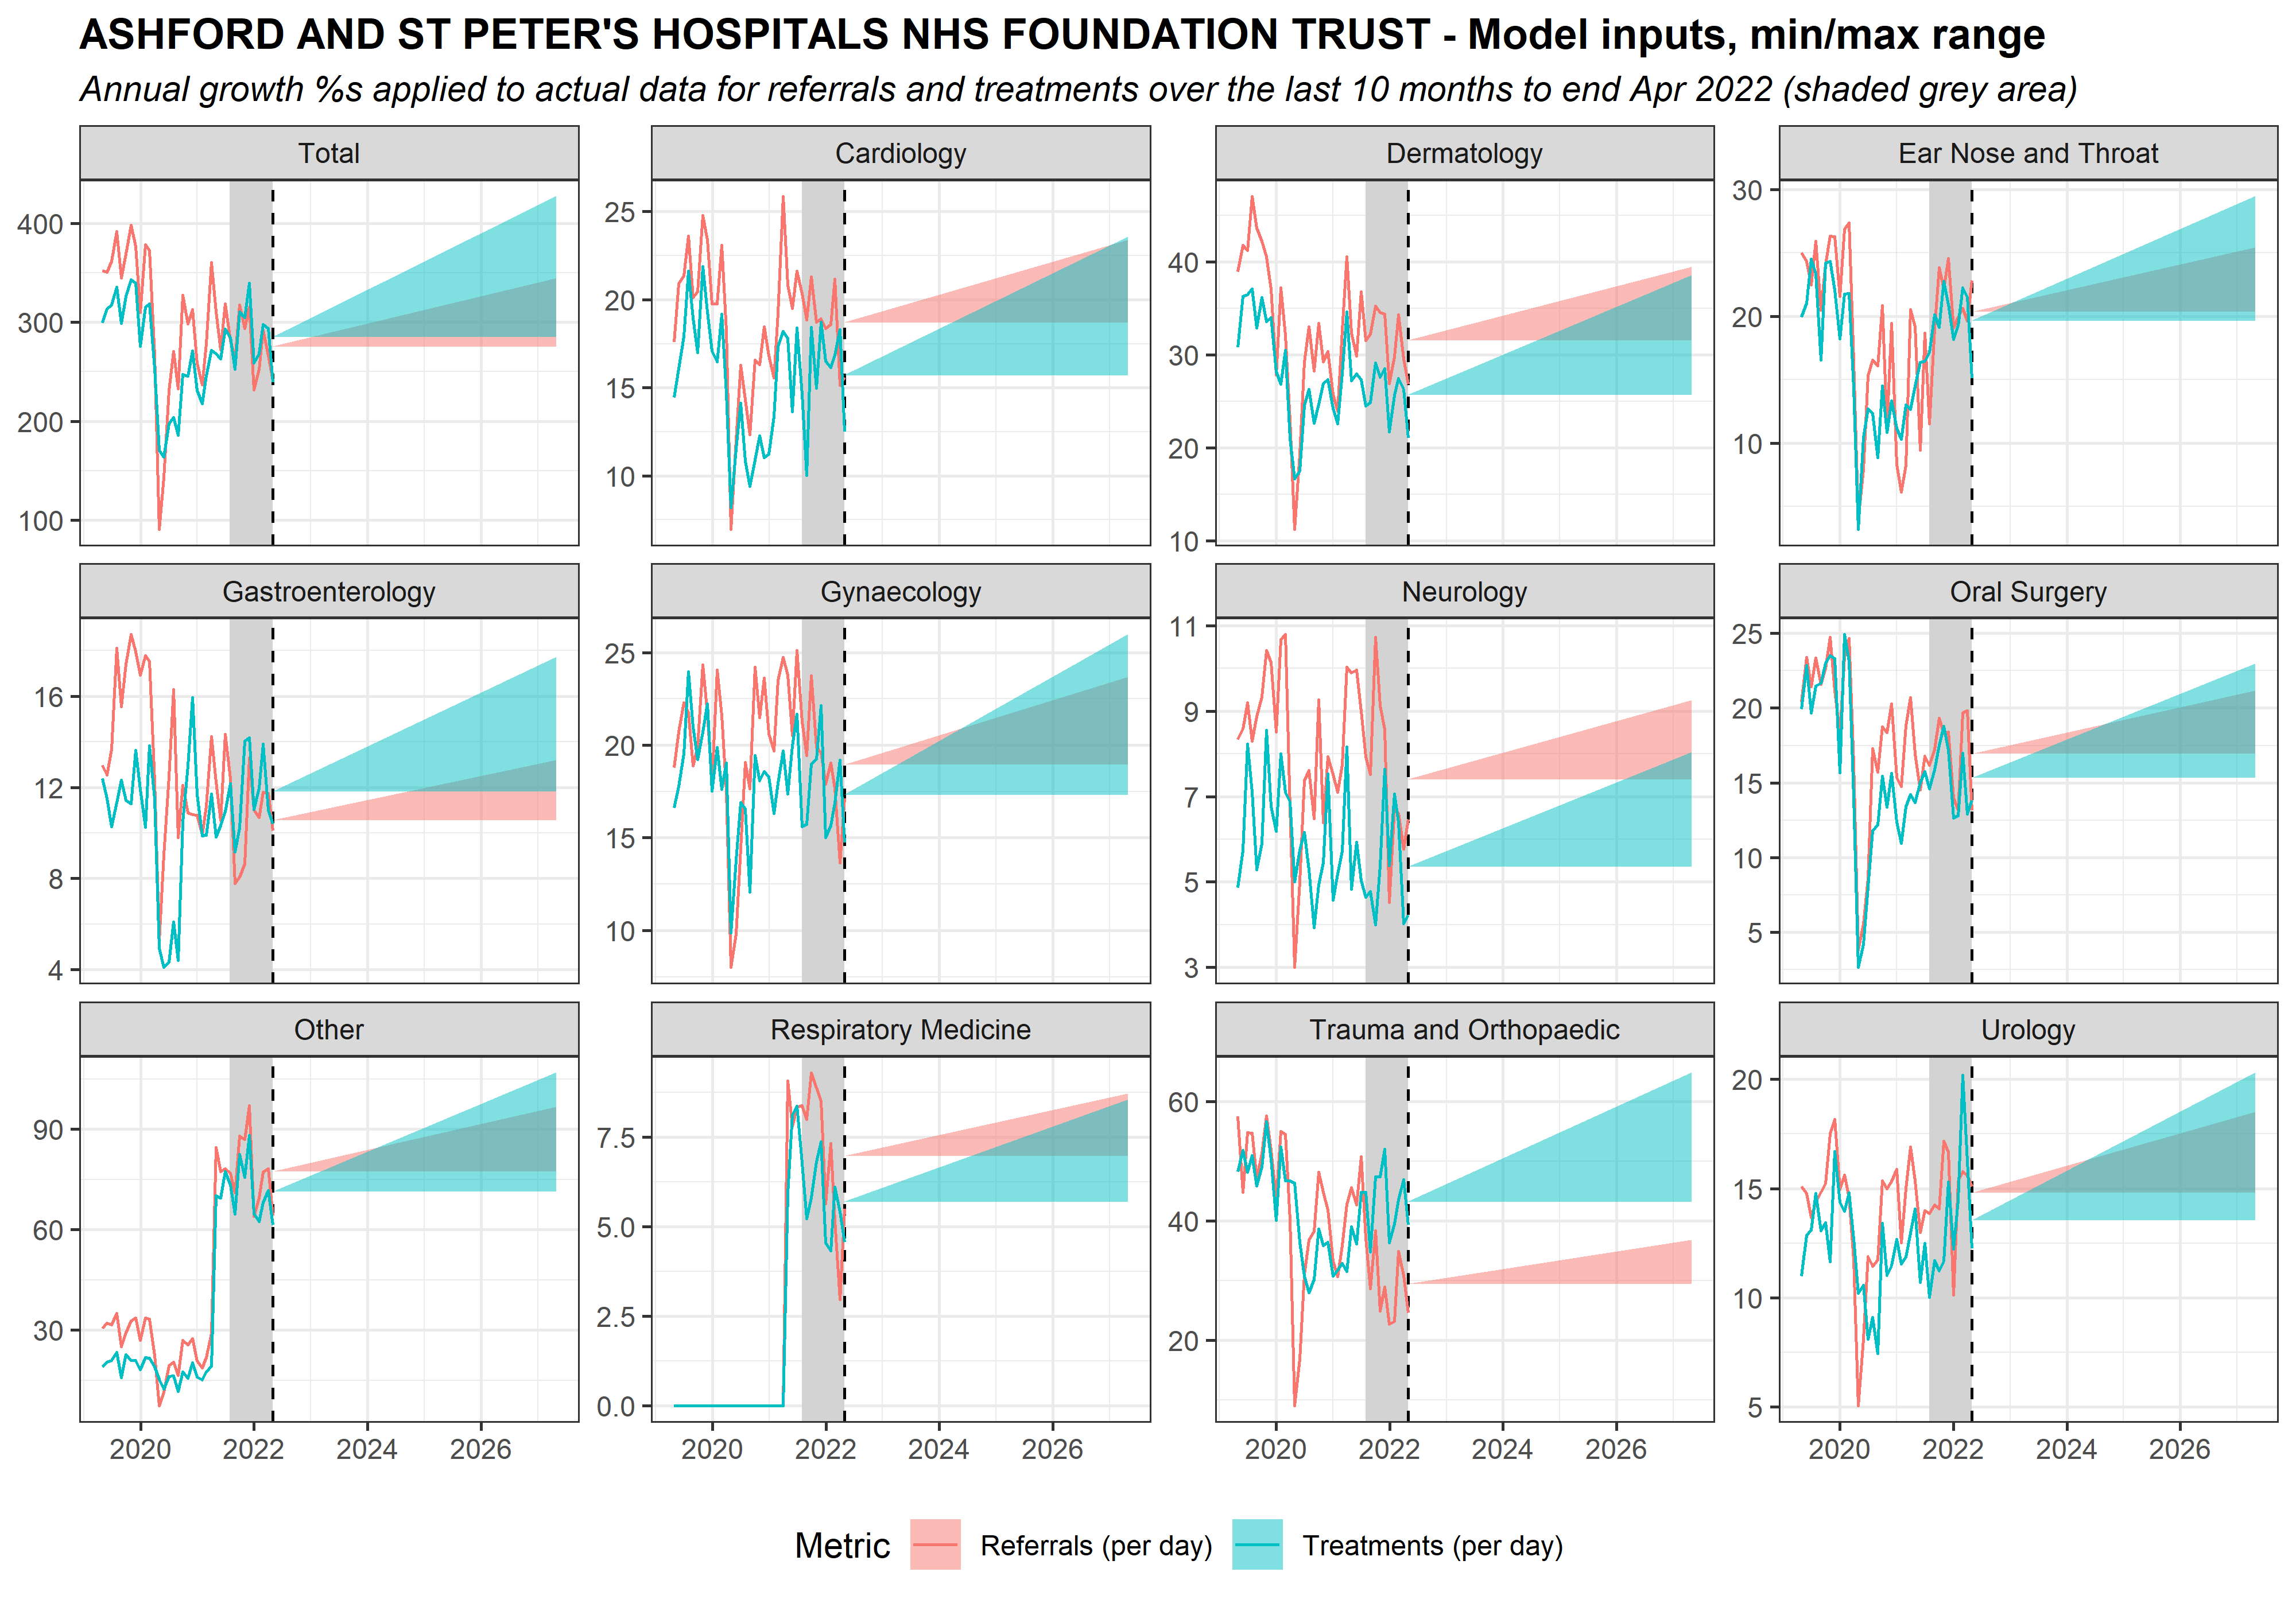 ASHFORD AND ST PETER'S HOSPITALS NHS FOUNDATION TRUST - Model inputs, min/max range
Annual growth %s applied to actual data for referrals and treatments over the last 10 months to end Apr 2022 (shaded grey area)
Total
Cardiology
Dermatology
Ear Nose and Throat
400
300
200
100
25
20
15
10
40
30
20
10
30
20
10
Gastroenterology
Gynaecology
Neurology
Oral Surgery
16
12
8
4
25
20
15
10
11
9
7
5
3
25
20
15
10
5
Other
Respiratory Medicine
Trauma and Orthopaedic
Urology
90
60
30
7.5
5.0
2.5
0.0
60
40
20
20
15
10
5
2020 2022 2024 2026
2020 2022 2024 2026
2020 2022 2024 2026
2020 2022 2024 2026
Metric Referrals (per day) Treatments (per day)